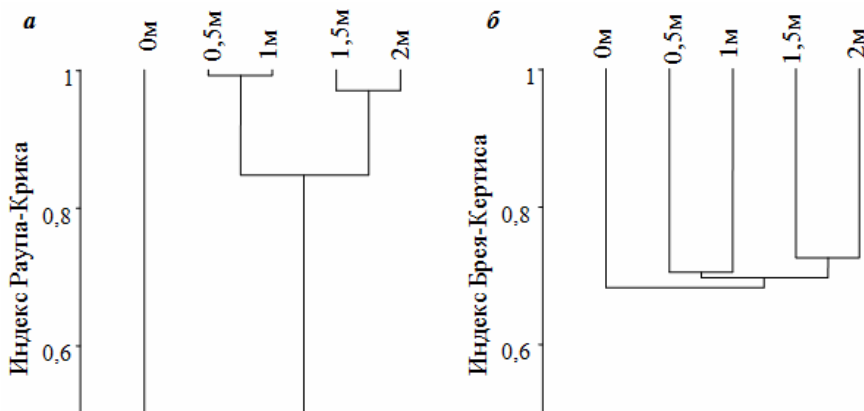 а
0м
0,5м
1м
1,5м
2м
1
0,8
0,6
Индекс Раупа-Крика
б
0м
0,5м
1м
1,5м
2м
1
0,8
0,6
Индекс Брея-Кертиса